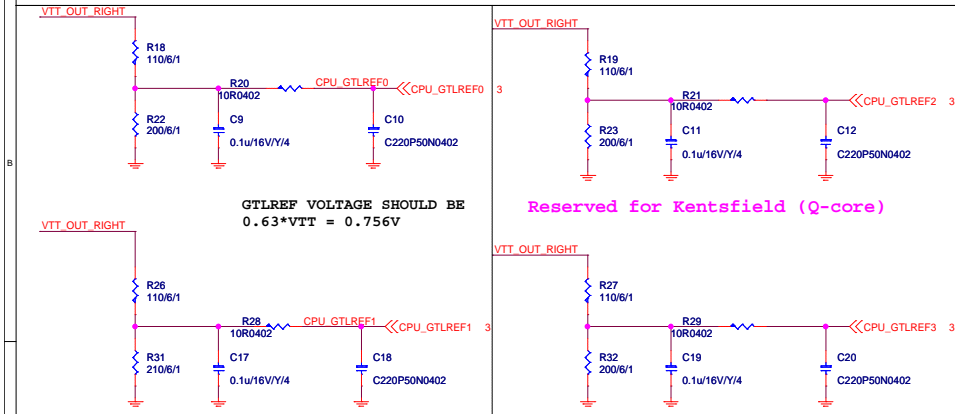 VTT_OUT_RIGHT
R18
110/6/1
R20
10R0402
CPU_GTLREF0
CPU_GTLREF0
3
R22
200/6/1
C9
0.1u/16V/Y/4
C10
C220P50N0402
VTT_OUT_RIGHT
R19
110/6/1
R21
10R0402
CPU_GTLREF2
3
R23
200/6/1
C11
0.1u/16V/Y/4
C12
C220P50N0402
B
GTLREF VOLTAGE SHOULD BE
0.63*VTT = 0.756V
Reserved for Kentsfield (Q-core)
VTT_OUT_RIGHT
R26
110/6/1
R28
10R0402
CPU_GTLREF1
CPU_GTLREF1
3
R31
210/6/1
C17
0.1u/16V/Y/4
C18
C220P50N0402
VTT_OUT_RIGHT
R27
110/6/1
R29
10R0402
CPU_GTLREF3
3
R32
200/6/1
C19
0.1u/16V/Y/4
C20
C220P50N0402